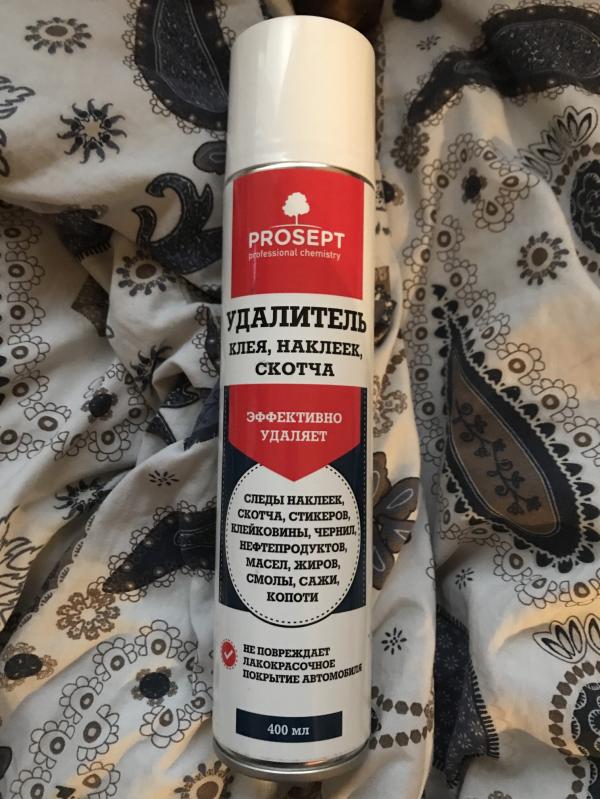 PROSEPT
professional chemistry
УДАЛИТЕЛЬ
КЛЕЯ, НАКЛЕЕК,
СКОТЧА
ЭФФЕКТИВНО
УДАЛЯЕТ
СЛЕДЫ НАКЛЕЕК,
СКОТЧА, СТИКЕРОВ,
КЛЕЙКОВИНЫ, ЧЕРНИЛ,
НЕФТЕПРОДУКТОВ,
МАСЕЛ, ЖИРОВ,
СМОЛЫ, САЖИ,
КОПОТИ
НЕ ПОВРЕЖДАЕТ
ЛАКОКРАСОЧНОЕ
ПОКРЫТИЕ АВТОМОБИЛЯ
400 мл